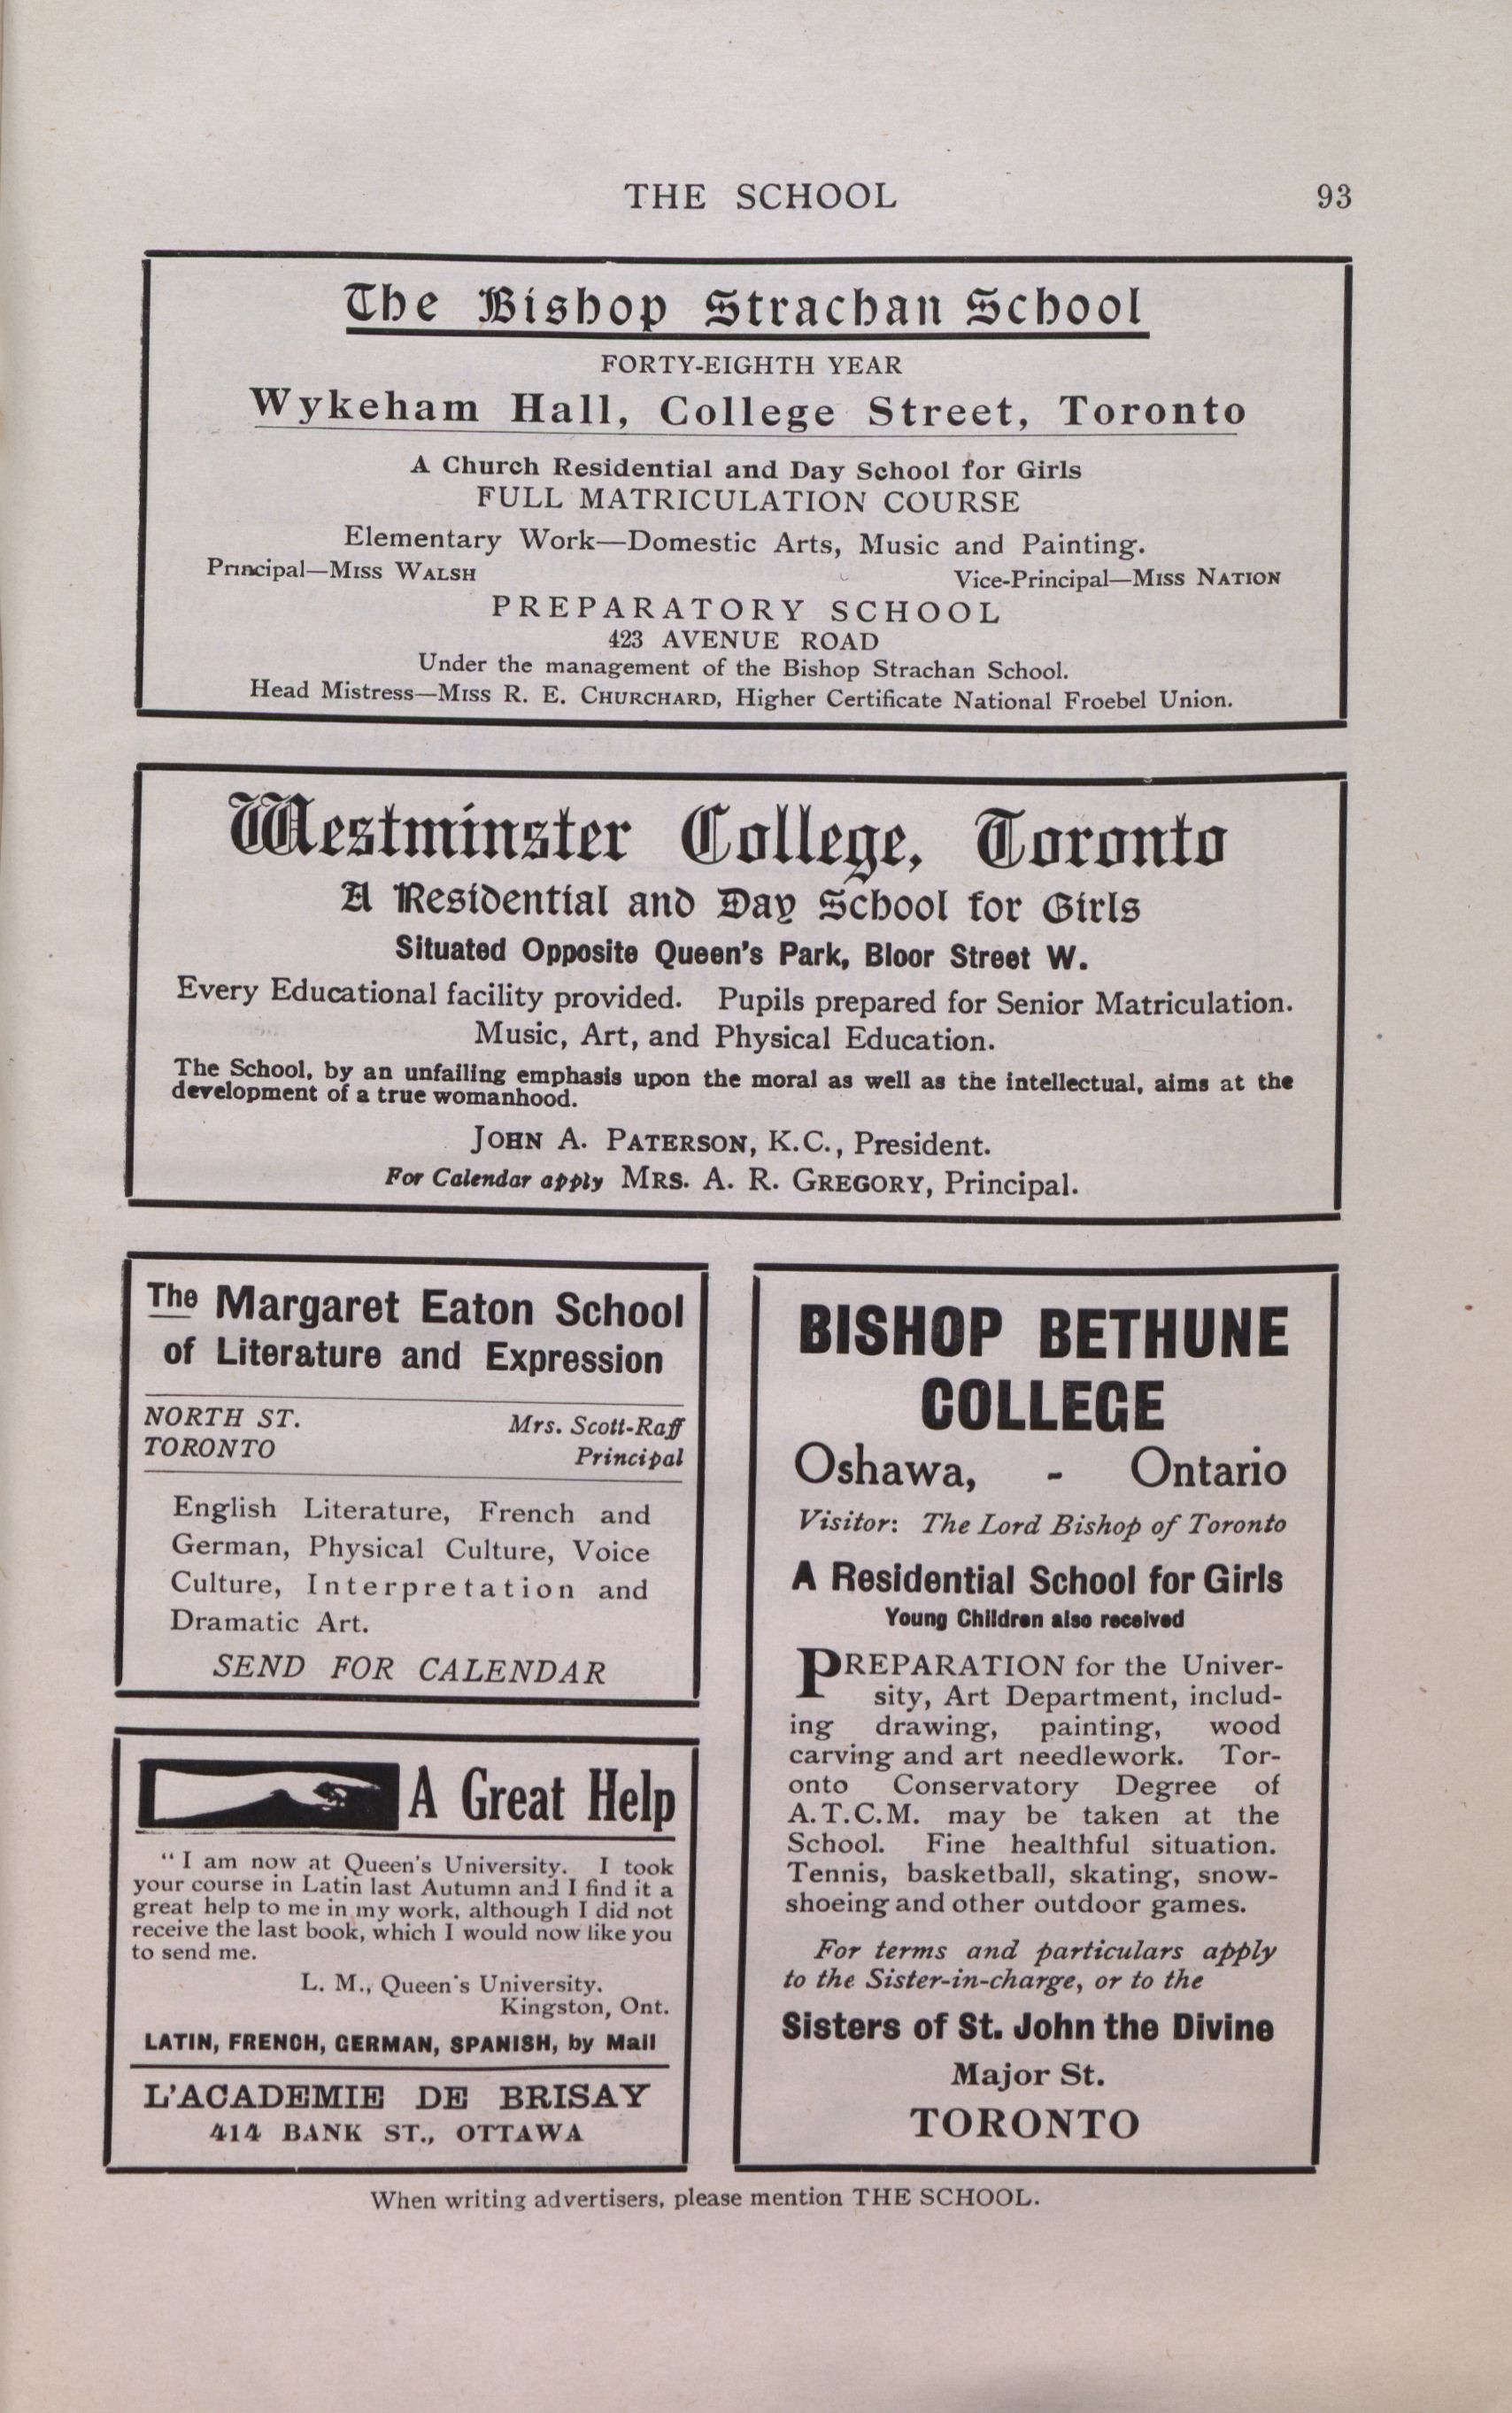 THE SCHOOL 93
The Bishop Strachan School
FORTY-EIGHTH YEAR
Wykeham Hall, College Street, Toronto
A Church Residential and Day School for Girls
FULL MATRICULATION COURSE
Elementary Work—Domestic Arts, Music and Painting.
Principal—MISS WALSH Vice-Principal—MISS NATION
PREPARATORY SCHOOL
423 AVENUE ROAD
Under the management of the Bishop Strachan School.
Head Mistress—MISS R. E. CHURCHARD, Higher Certificate National Froebel Union.
Westminster College, Toronto
A Residential and Day School for Girls
Situated Opposite Queen's Park, Bloor Street W.
Every Educational facility provided. Pupils prepared for Senior Matriculation.
Music, Art, and Physical Education.
The School, by an unfailing emphasis upon the moral as well as the intellectual, aims at the
development of a true womanhood.
JOHN A. PATERSON, K.C., President.
For Calendar apply MRS. A. R. GREGORY, Principal.
The Margaret Eaton School
of Literature and Expression
NORTH ST. Mrs. Scott-Raff
TORONTO Principal
English Literature, French and
German, Physical Culture, Voice
Culture, Interpretation and
Dramatic Art.
SEND FOR CALENDAR
A Great Help
"I am now at Queen's University. I took
your course in Latin last Autumn and I find it a
great help to me in my work, although I did not
receive the last book, which I would now like you
to send me.
L. M., Queen's University.
Kingston, Ont.
LATIN, FRENCH, GERMAN, SPANISH, by Mail
L'ACADEMIE DE BRISAY
414 BANK ST., OTTAWA
BISHOP BETHUNE
COLLEGE
Oshawa, - Ontario
Visitor: The Lord Bishop of Toronto
A Residential School for Girls
Young Children also received
PREPARATION for the Univer-
sity, Art Department, includ-
ing drawing, painting, wood
carving and art needlework. Tor-
onto Conservatory Degree of
A.T.C.M. may be taken at the
School. Fine healthful situation.
Tennis, basketball, skating, snow-
shoeing and other outdoor games.
For terms and particulars apply
to the Sister-in-charge, or to the
Sisters of St. John the Divine
Major St.
TORONTO
When writing advertisers, please mention THE SCHOOL.